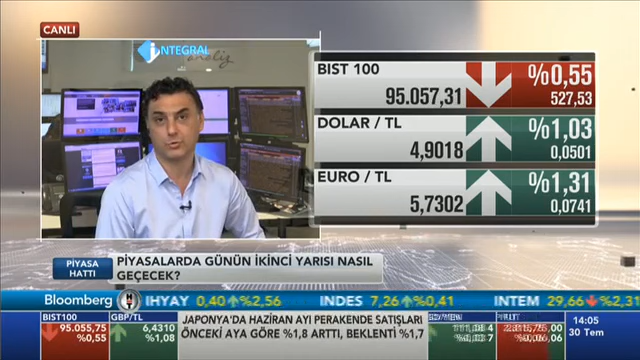 CANLI
INTEGRAL
analiz
BIST 100
95.057,31
%0,55
527,53
DOLAR / TL
4,9018
%1,03
0,0501
EURO / TL
5,7302
%1,31
0,0741
PİYASA
HATTI
PİYASALARDA GÜNÜN İKİNCİ YARISI NASIL
GEÇECEK?
Bloomberg HT
IHYAY 0,40 %2,56 INDES 7,26 %0,41 INTEM 29,66 %2,31
BIST 100 GBP/TL
95.055,75 6,4310
%0,55 %1,08
JAPONYA'DA HAZİRAN AYI PERAKENDE SATIŞLARI
ÖNCEKİ AYA GÖRE %1,8 ARTTI, BEKLENTİ %1,7
14:05
30 Tem